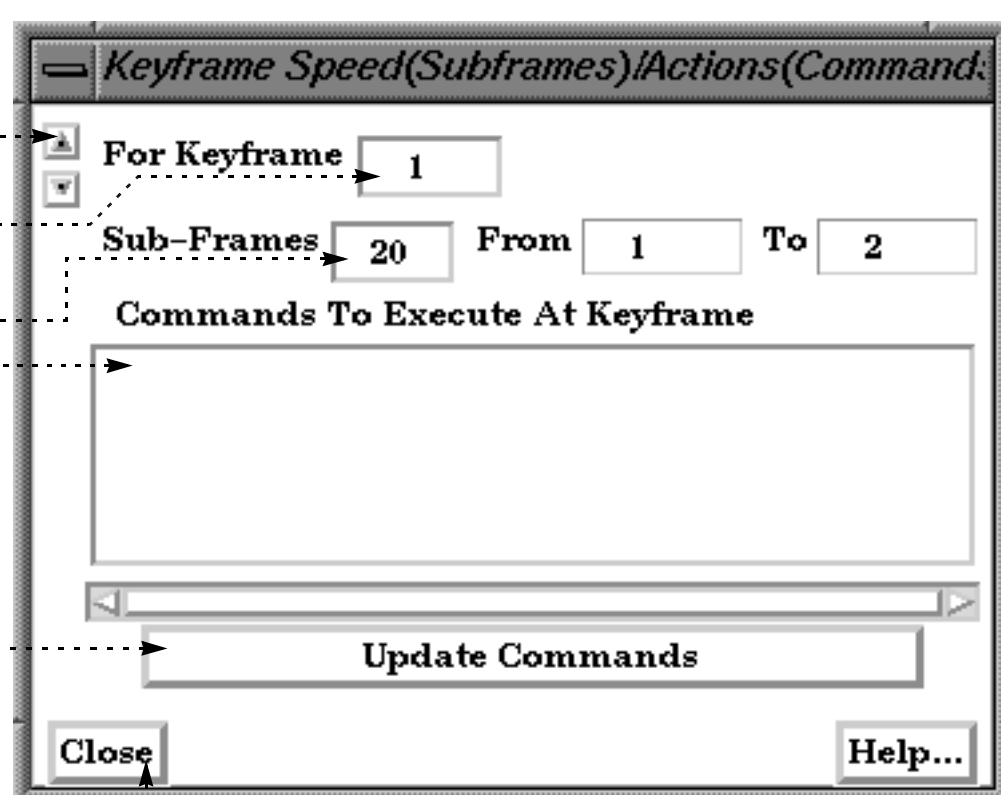 Keyframe Speed(Subframes)/Actions(Commands
For Keyframe 1
Sub-Frames 20 From 1 To 2
Commands To Execute At Keyframe
Update Commands
Close Help...